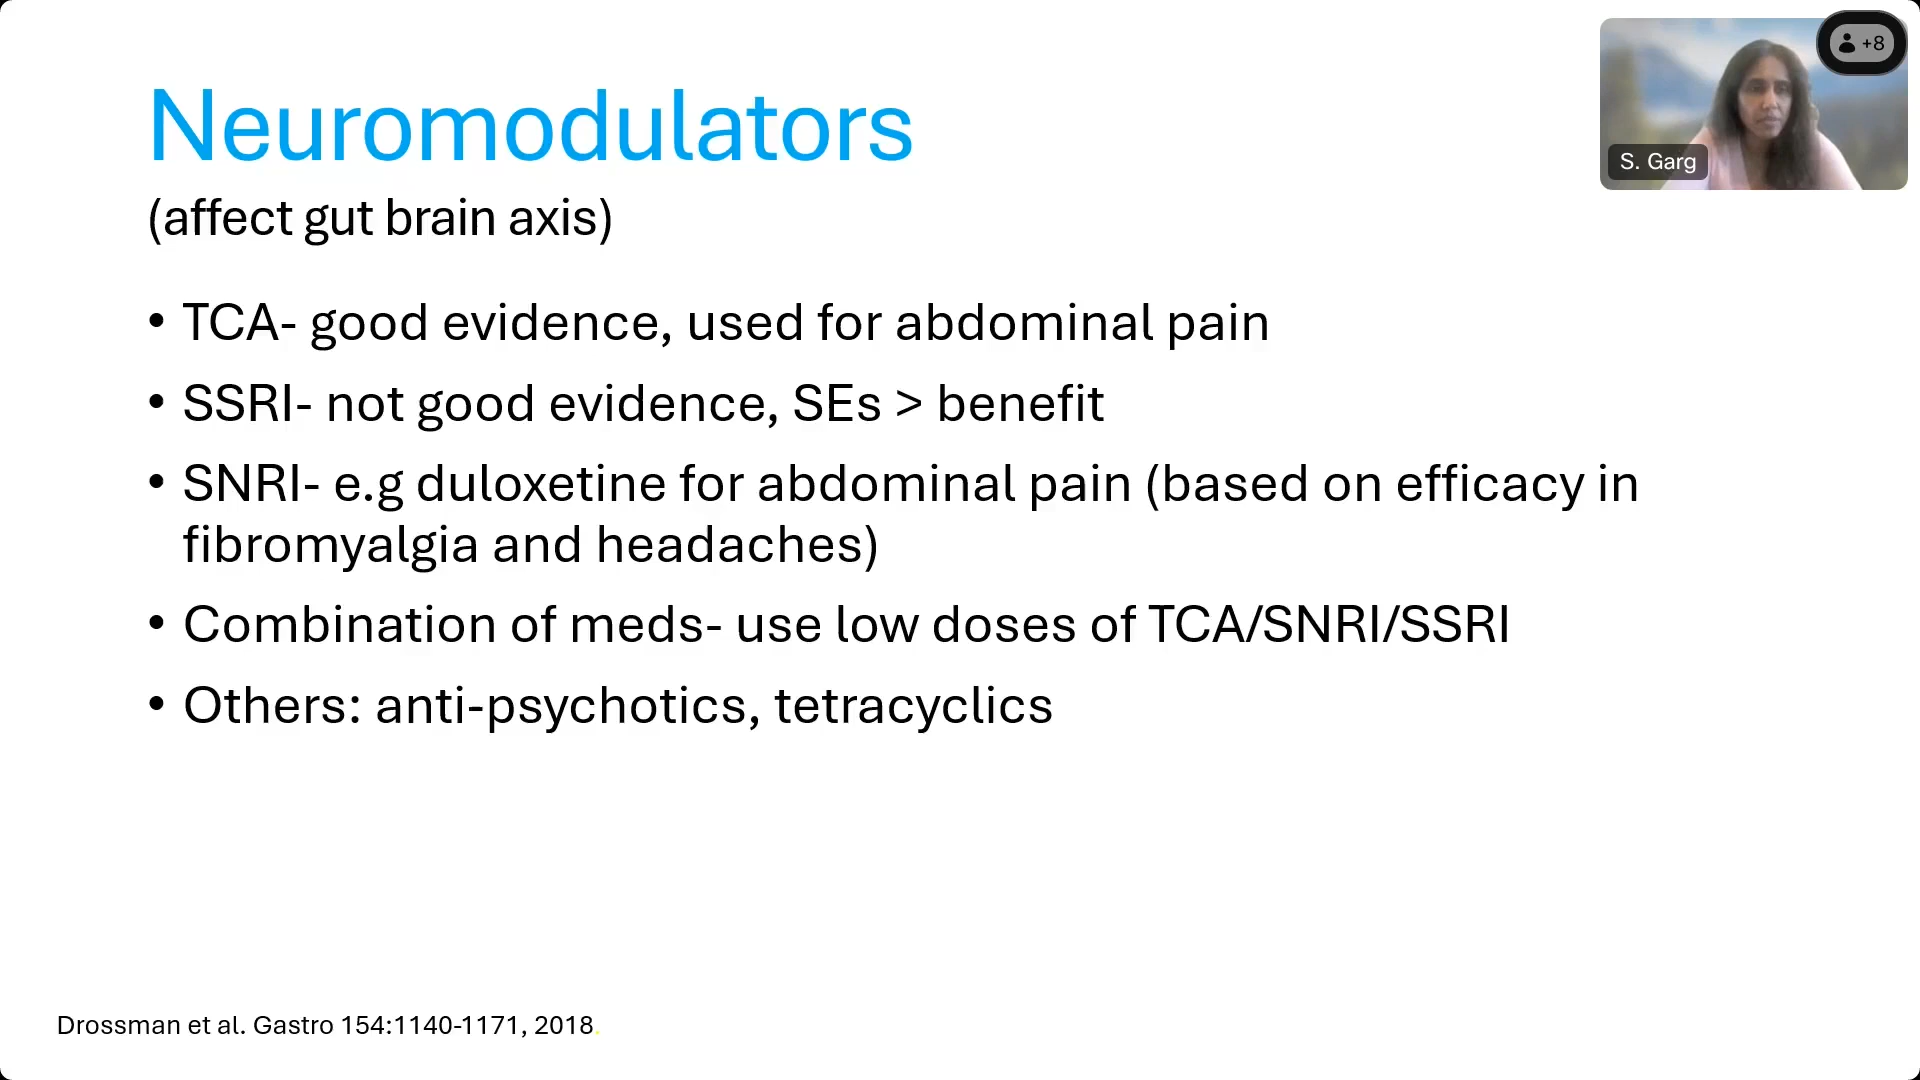 Neuromodulators
(affect gut brain axis)
• TCA- good evidence, used for abdominal pain
• SSRI- not good evidence, SEs > benefit
• SNRI- e.g duloxetine for abdominal pain (based on efficacy in
fibromyalgia and headaches)
• Combination of meds- use low doses of TCA/SNRI/SSRI
• Others: anti-psychotics, tetracyclics
Drossman et al. Gastro 154:1140-1171, 2018.
+8
S. Garg